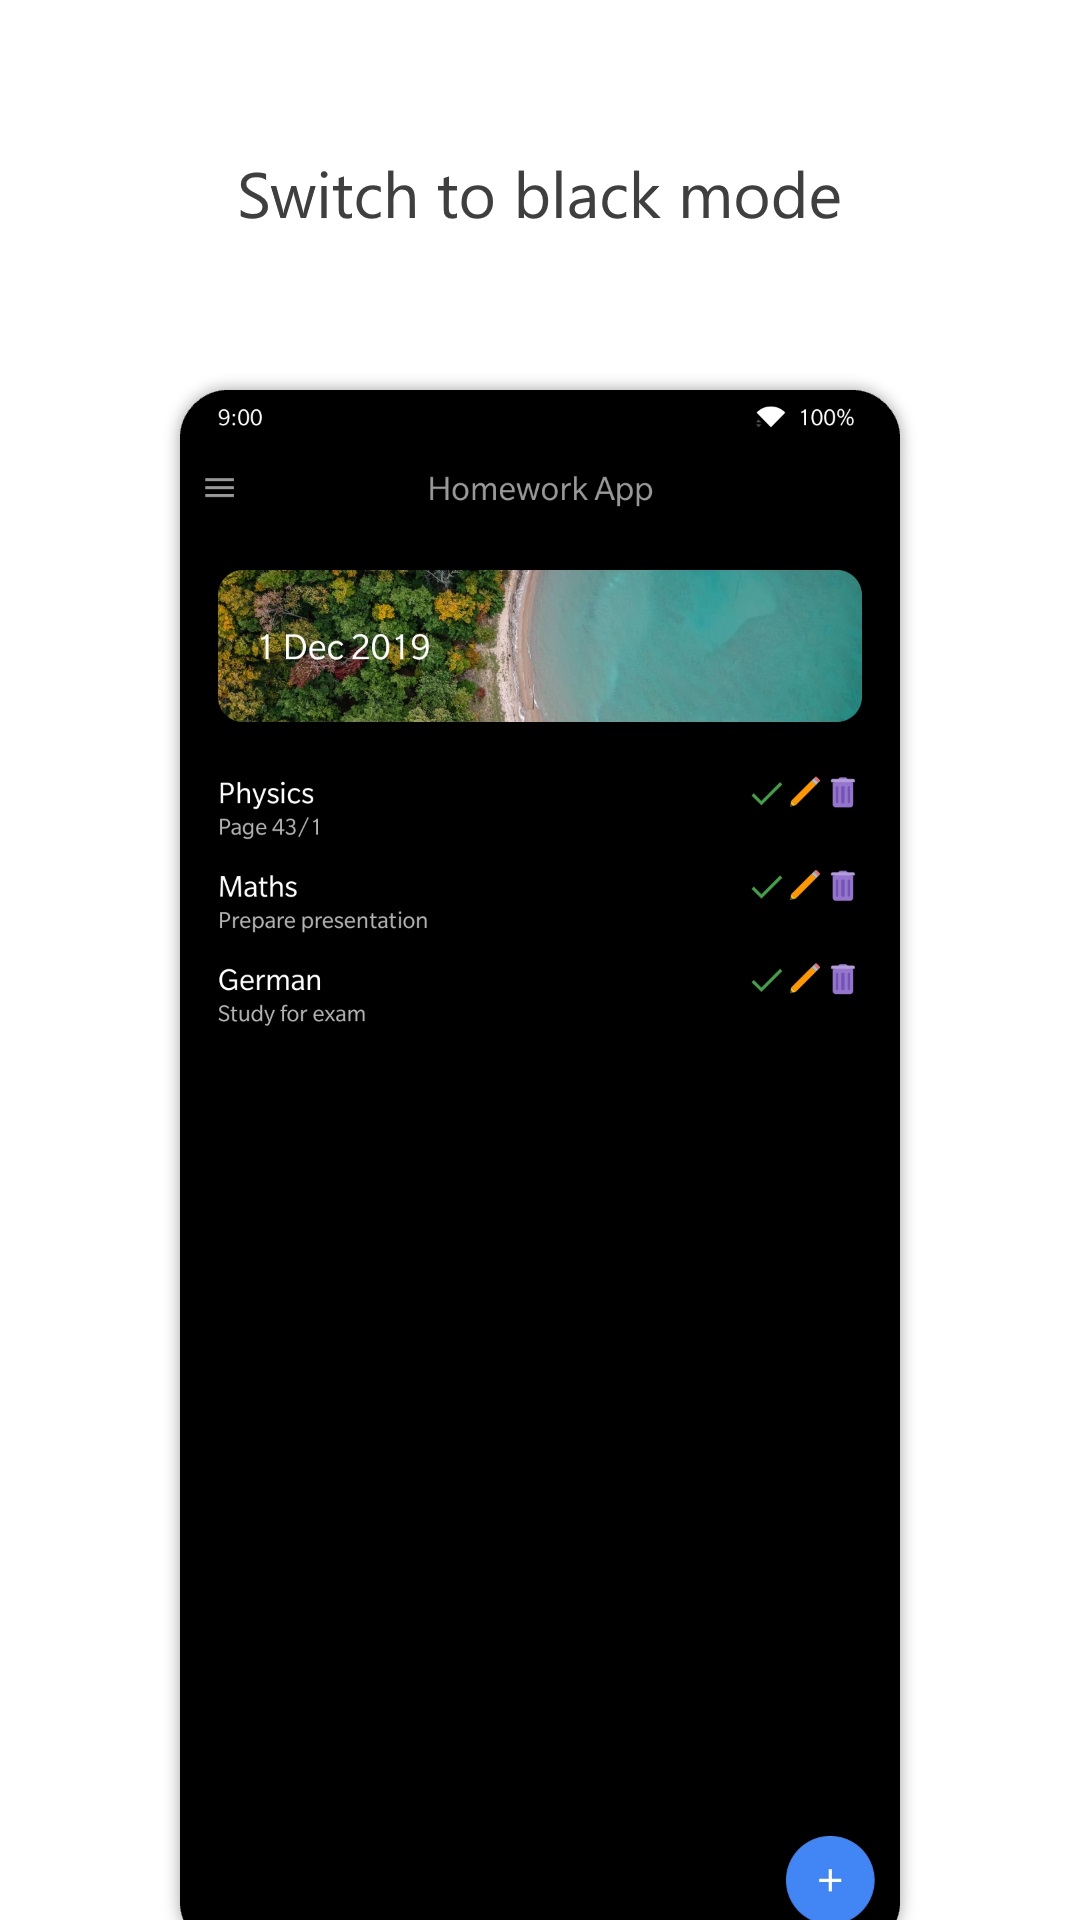 Switch to black mode
9:00 100%
Homework App
1 Dec 2019
Physics
Page 43/1
Maths
Prepare presentation
German
Study for exam